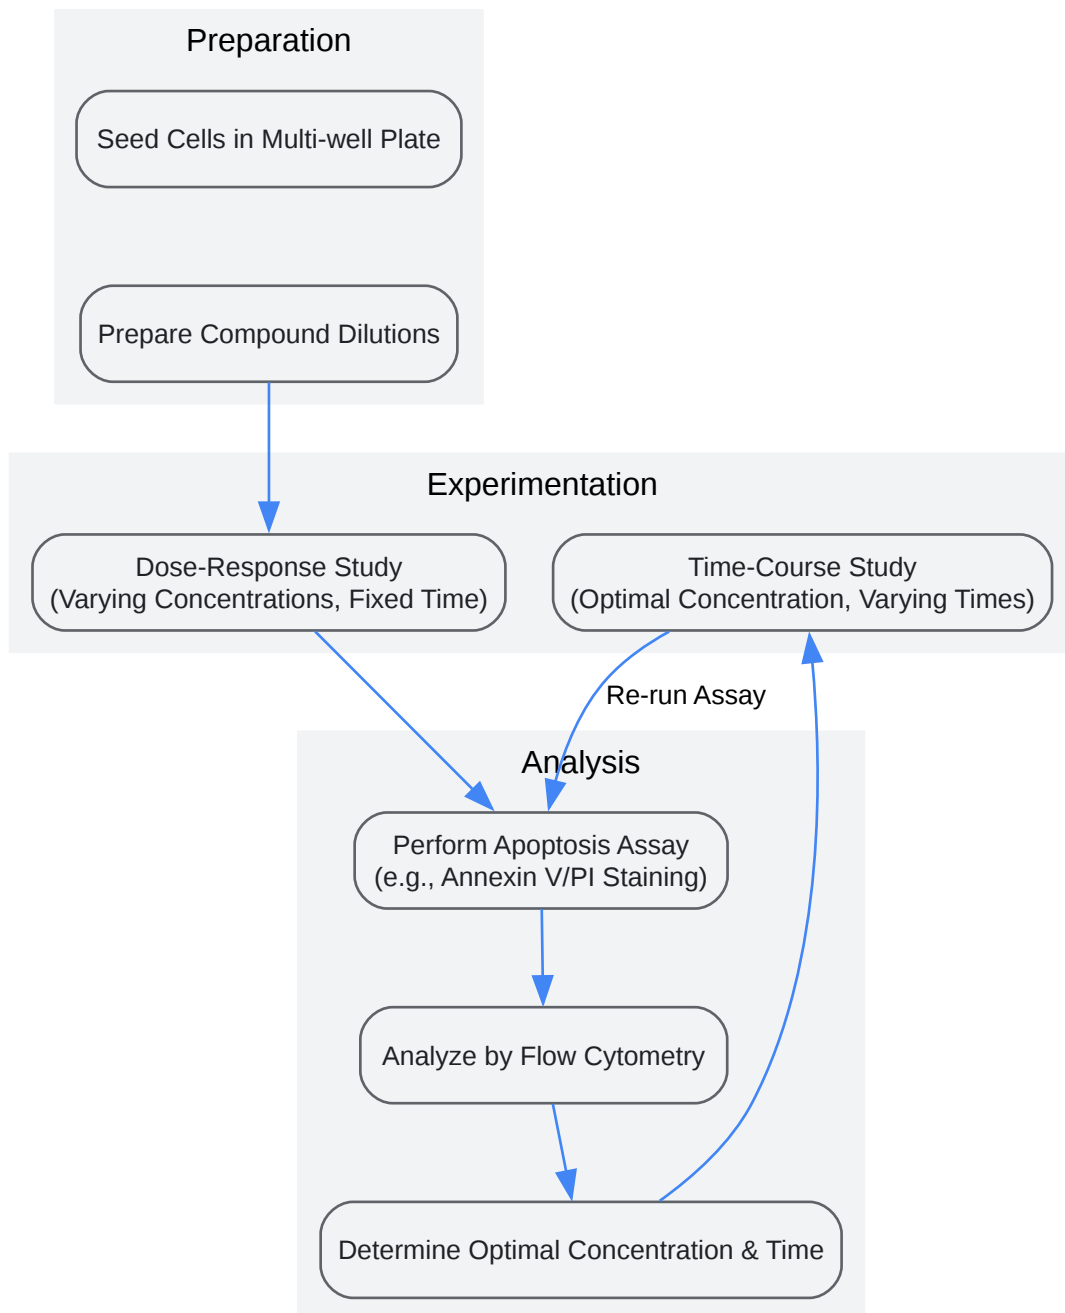 Preparation
Seed Cells in Multi-well Plate
Prepare Compound Dilutions
Experimentation
Dose-Response Study
(Varying Concentrations, Fixed Time)
Time-Course Study
(Optimal Concentration, Varying Times)
Re-run Assay
Analysis
Perform Apoptosis Assay
(e.g., Annexin V/PI Staining)
Analyze by Flow Cytometry
Determine Optimal Concentration & Time